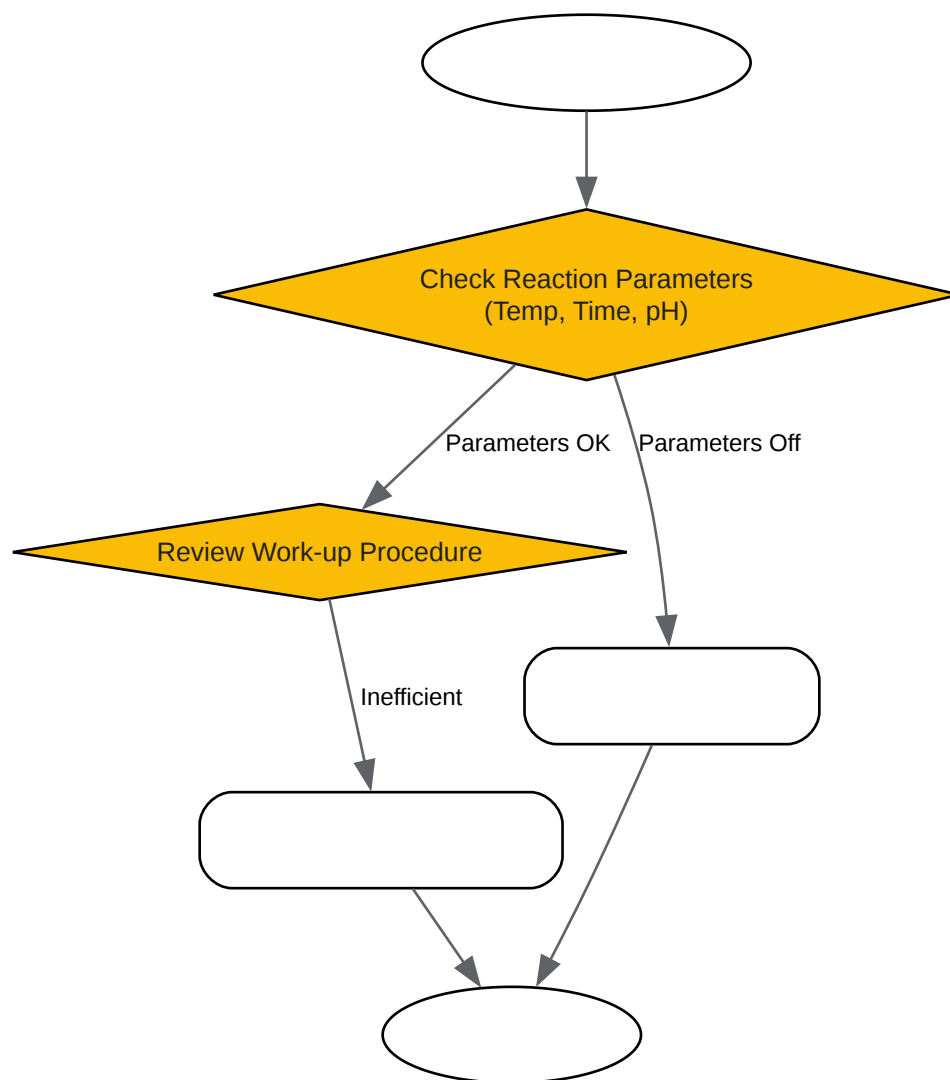 Check Reaction Parameters
(Temp, Time, pH)
Parameters OK
Parameters Off
Review Work-up Procedure
Inefficient